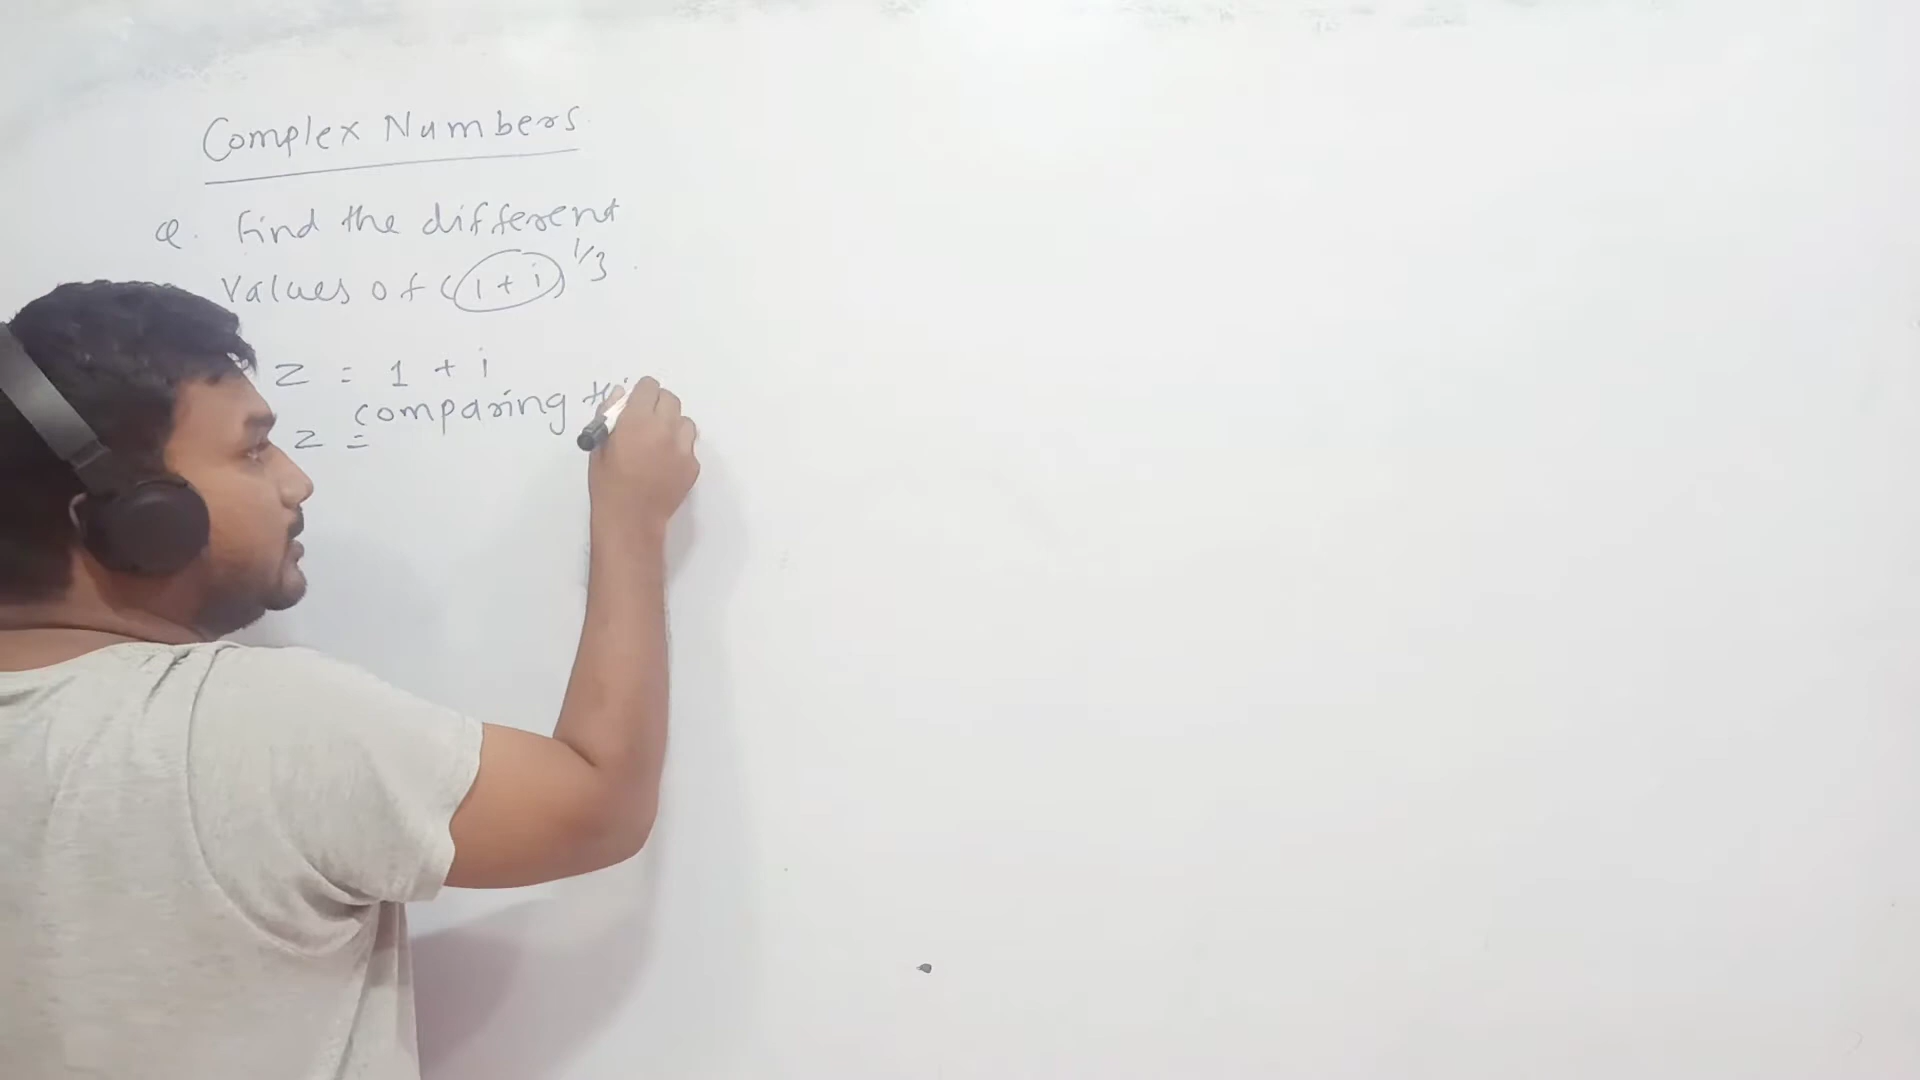 Complex Numbers
Q. Find the different
Values of (1 + i)^1/3.
z = 1 + i
comparing
z =